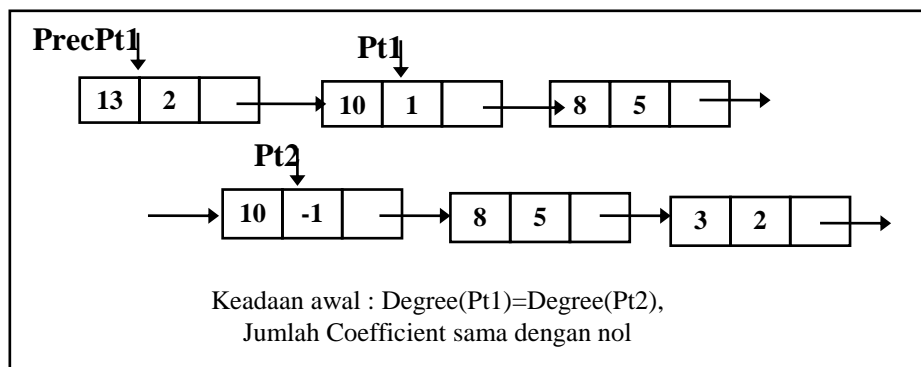 PrecPt1 Pt1
13 2 10 1 8 5
Pt2
10 -1 8 5 3 2
Keadaan awal : Degree(Pt1)=Degree(Pt2),
Jumlah Coefficient sama dengan nol